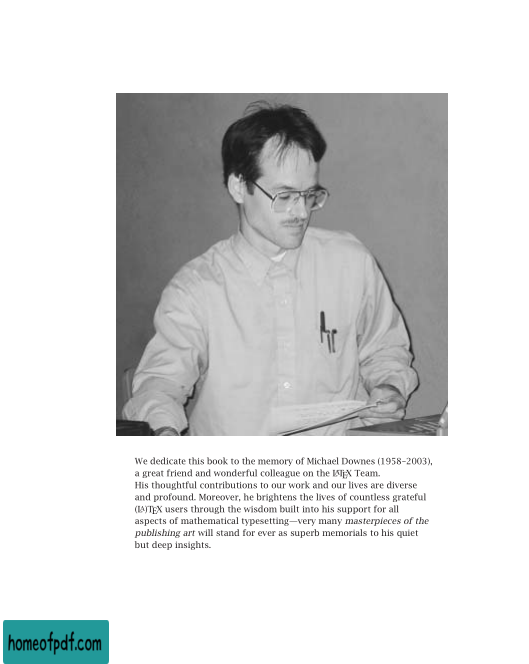 We dedicate this book to the memory of Michael Downes (1958–2003),
a great friend and wonderful colleague on the LATEX Team.
His thoughtful contributions to our work and our lives are diverse
and profound. Moreover, he brightens the lives of countless grateful
(LA)TEX users through the wisdom built into his support for all
aspects of mathematical typesetting—very many masterpieces of the
publishing art will stand for ever as superb memorials to his quiet
but deep insights.
homeofpdf.com